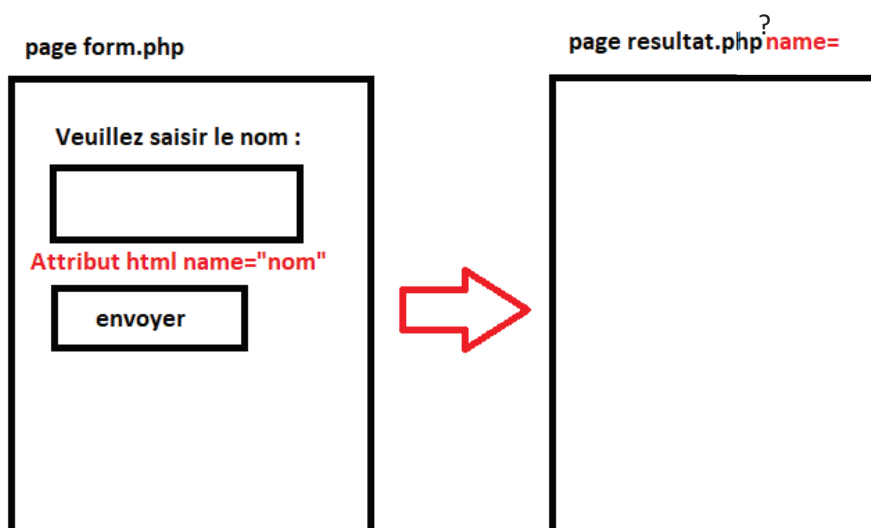 page form.php
Veuillez saisir le nom :
Attribut html name="nom"
envoyer
page resultat.php?name=